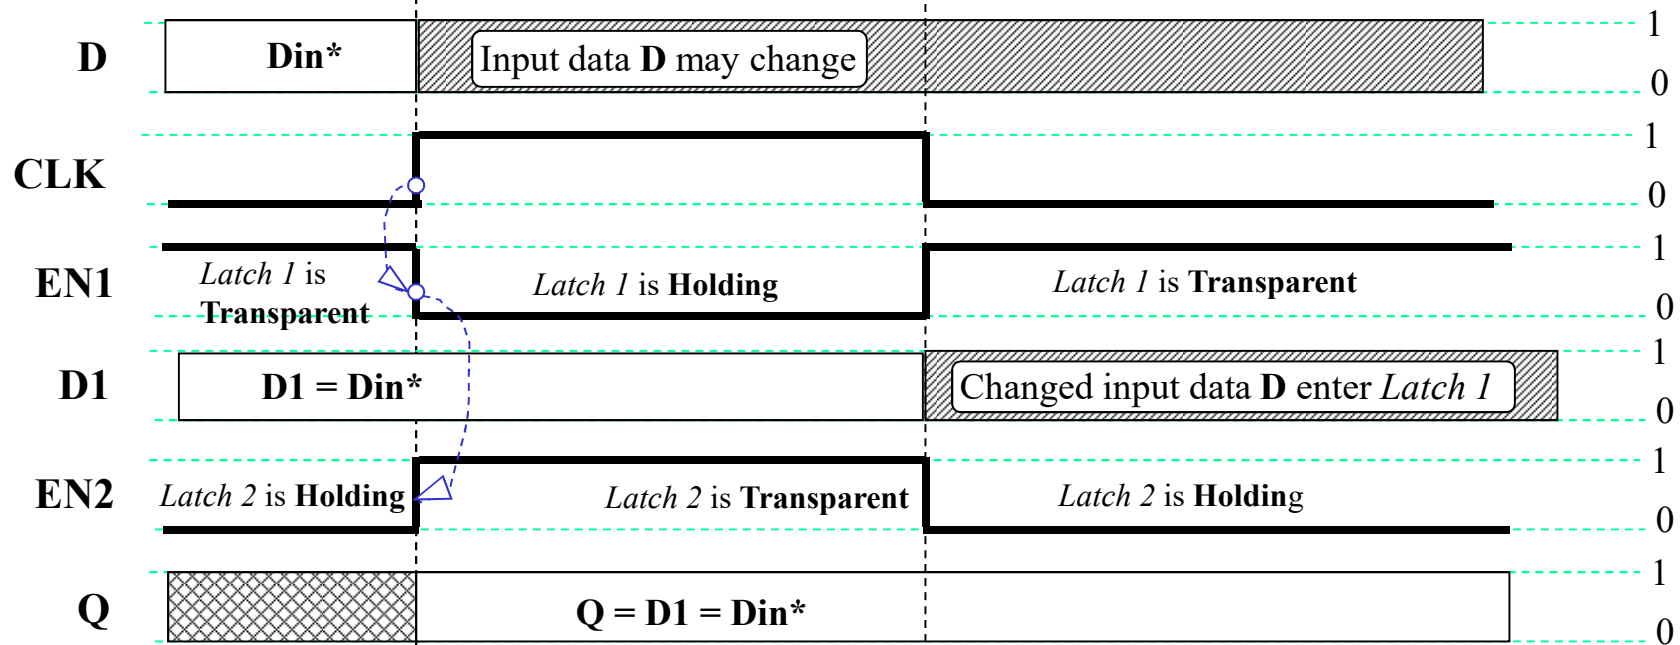 D
Din*
Input data D may change
1
0
CLK
1
0
EN1
Latch 1 is
Transparent
Latch 1 is Holding
Latch 1 is Transparent
1
0
D1
D1 = Din*
Changed input data D enter Latch 1
1
0
EN2
Latch 2 is Holding
Latch 2 is Transparent
Latch 2 is Holding
1
0
Q
Q = D1 = Din*
1
0